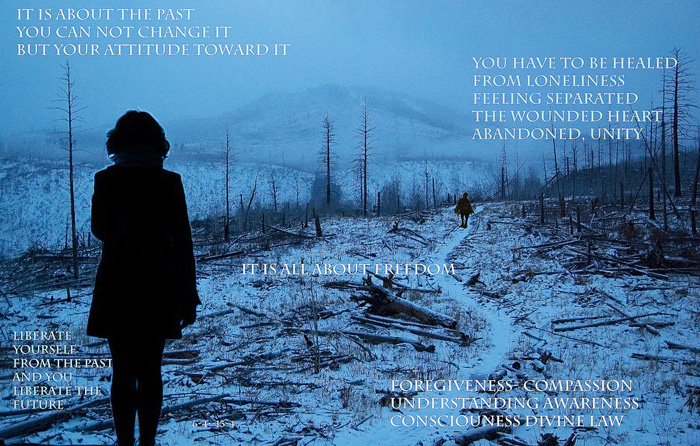 IT IS ABOUT THE PAST
YOU CAN NOT CHANGE IT
BUT YOUR ATTITUDE TOWARD IT
YOU HAVE TO BE HEALED
FROM LONELINESS
FEELING SEPARATED
THE WOUNDED HEART
ABANDONED, UNITY
IT IS ALL ABOUT FREEDOM
LIBERATE
YOURSELF
FROM THE PAST
AND YOU
LIBERATE THE
FUTURE
FOREGIVENESS- COMPASSION
UNDERSTANDING AWARENESS
CONSCIOUNESS DIVINE LAW